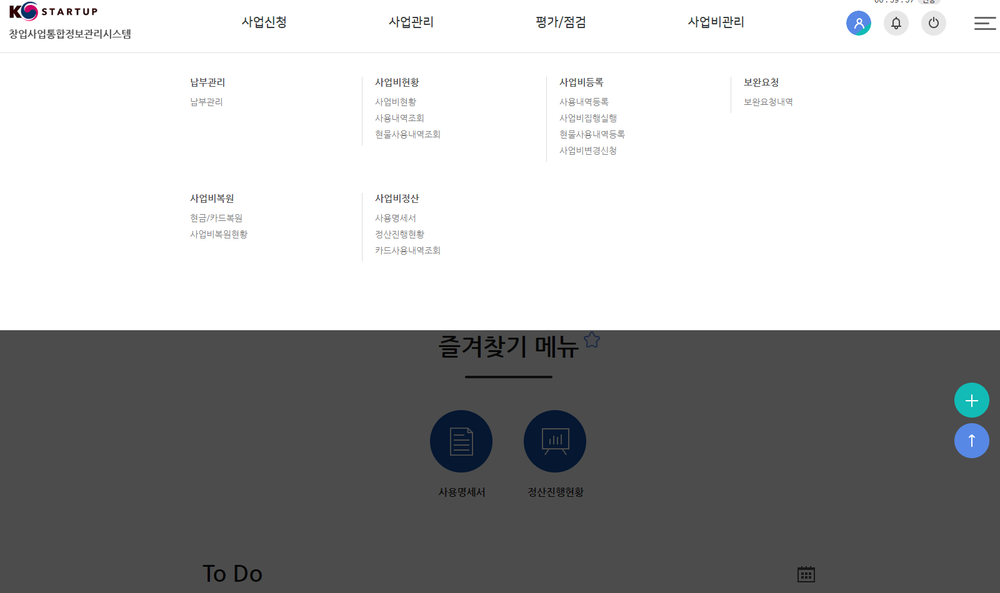 K STARTUP
창업사업통합정보관리시스템
사업신청
사업관리
평가/점검
사업비관리
납부관리
납부관리
사업비현황
사업비현황
사용내역조회
현물사용내역조회
사업비등록
사용내역등록
사업비집행실행
현물사용내역등록
사업비변경신청
보완요청
보완요청내역
사업비복원
현금/카드복원
사업비복원현황
사업비정산
사용명세서
정산진행현황
카드사용내역조회
즐겨찾기 메뉴
사용명세서
정산진행현황
To Do